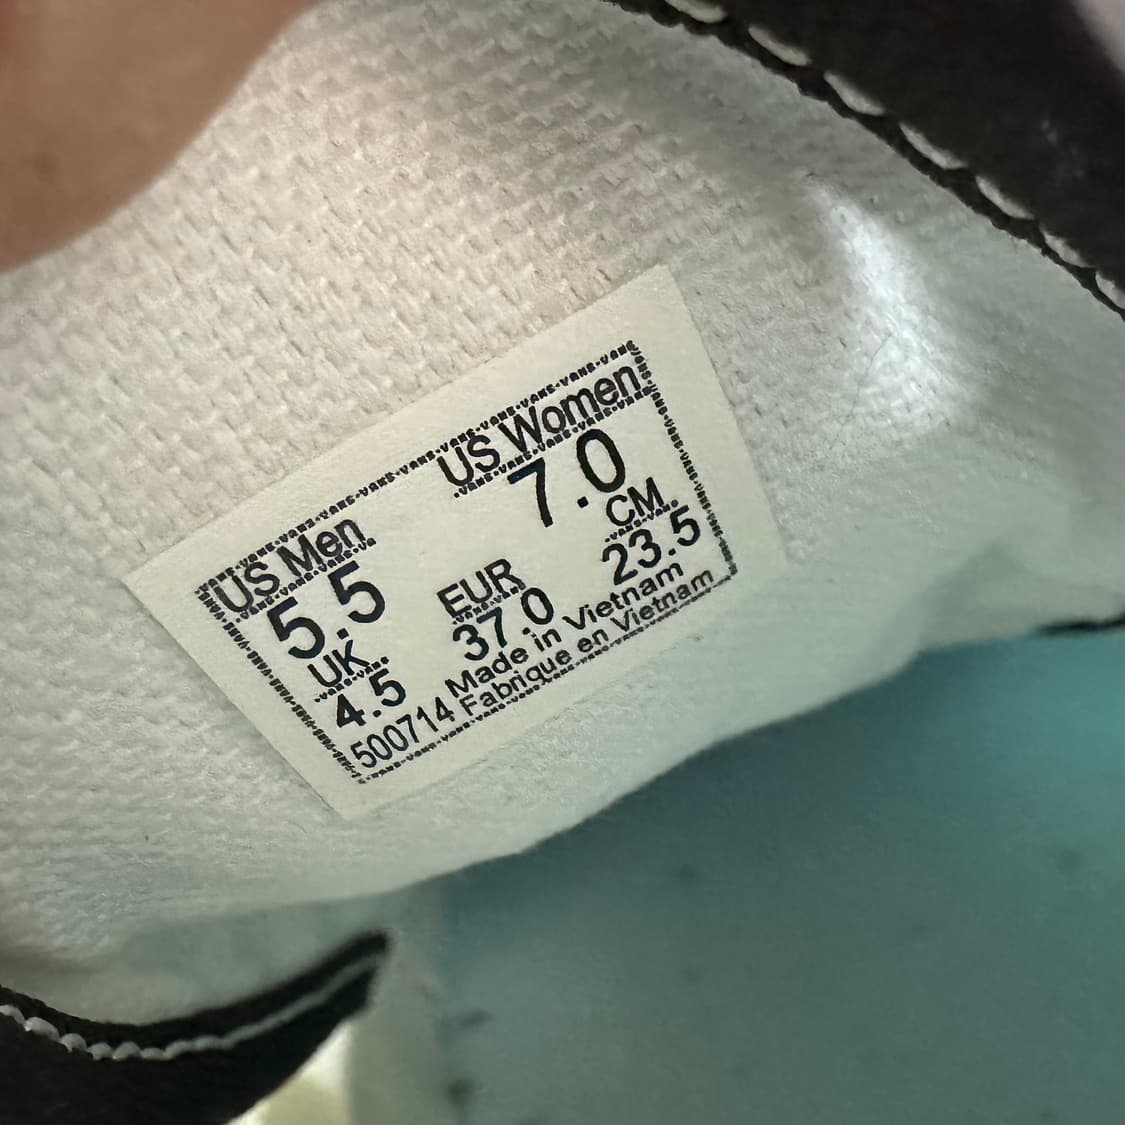 US Men US Women
5.5 7.0
UK EUR CM
4.5 37.0 23.5
500714 Made in Vietnam
Fabrique en Vietnam